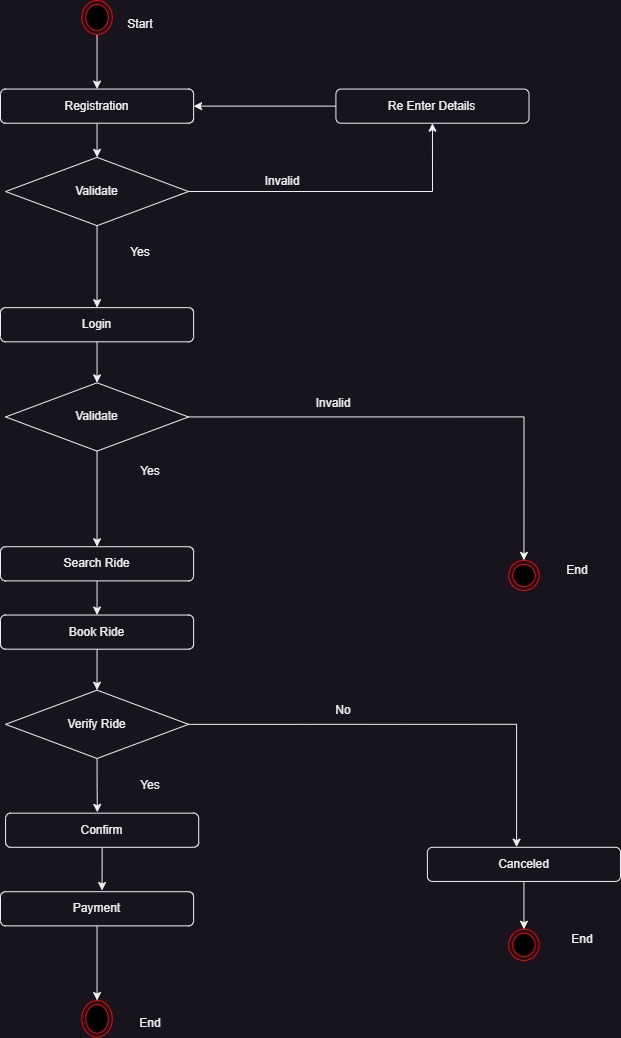 Start
Registration
Re Enter Details
Validate
Invalid
Yes
Login
Validate
Invalid
Yes
Search Ride
End
Book Ride
Verify Ride
No
Yes
Confirm
Canceled
Payment
End
End